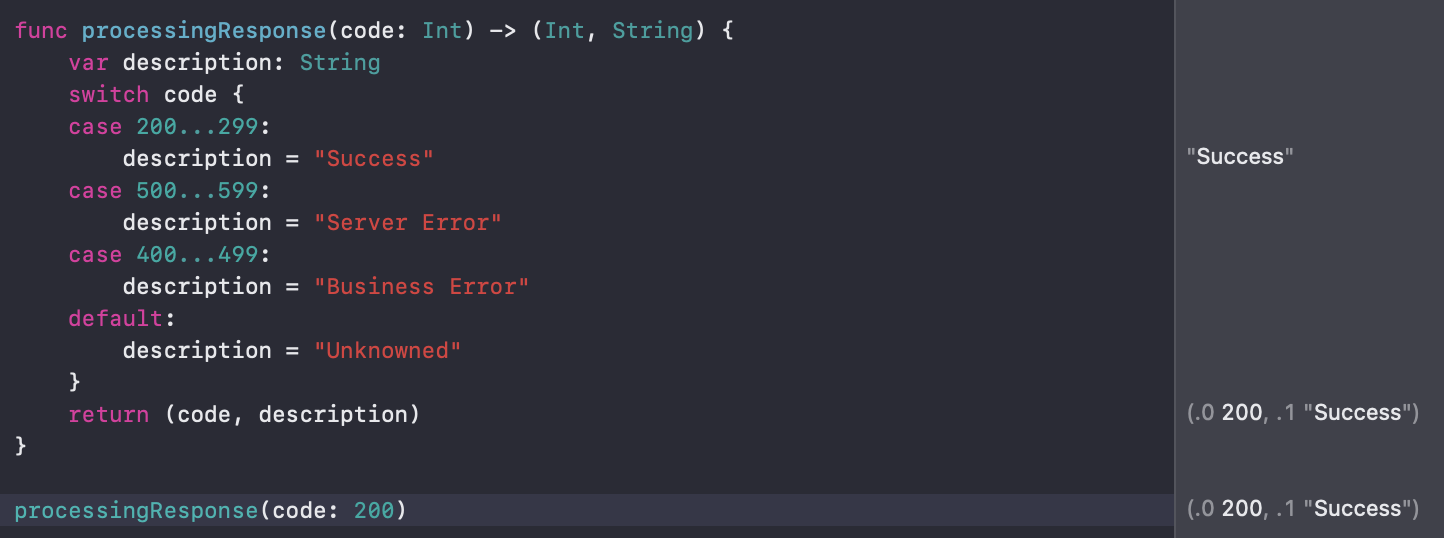 func processingResponse(code: Int) -> (Int, String) {
    var description: String
    switch code {
    case 200...299:
        description = "Success" "Success"
    case 500...599:
        description = "Server Error"
    case 400...499:
        description = "Business Error"
    default:
        description = "Unknowned"
    }
    return (code, description) (.0 200, .1 "Success")
}
processingResponse(code: 200) (.0 200, .1 "Success")